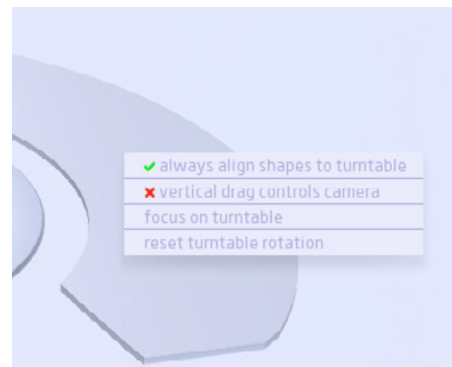 always align shapes to turntable
vertical drag controls camera
focus on turntable
reset turntable rotation